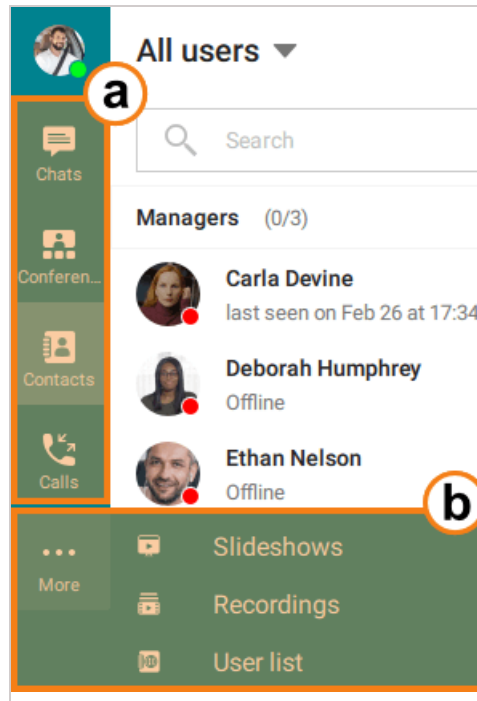 All users
a
Search
Chats
Managers (0/3)
Conferen...
Carla Devine
last seen on Feb 26 at 17:34
Contacts
Deborah Humphrey
Offline
Calls
Ethan Nelson
Offline
b
More
Slideshows
Recordings
User list